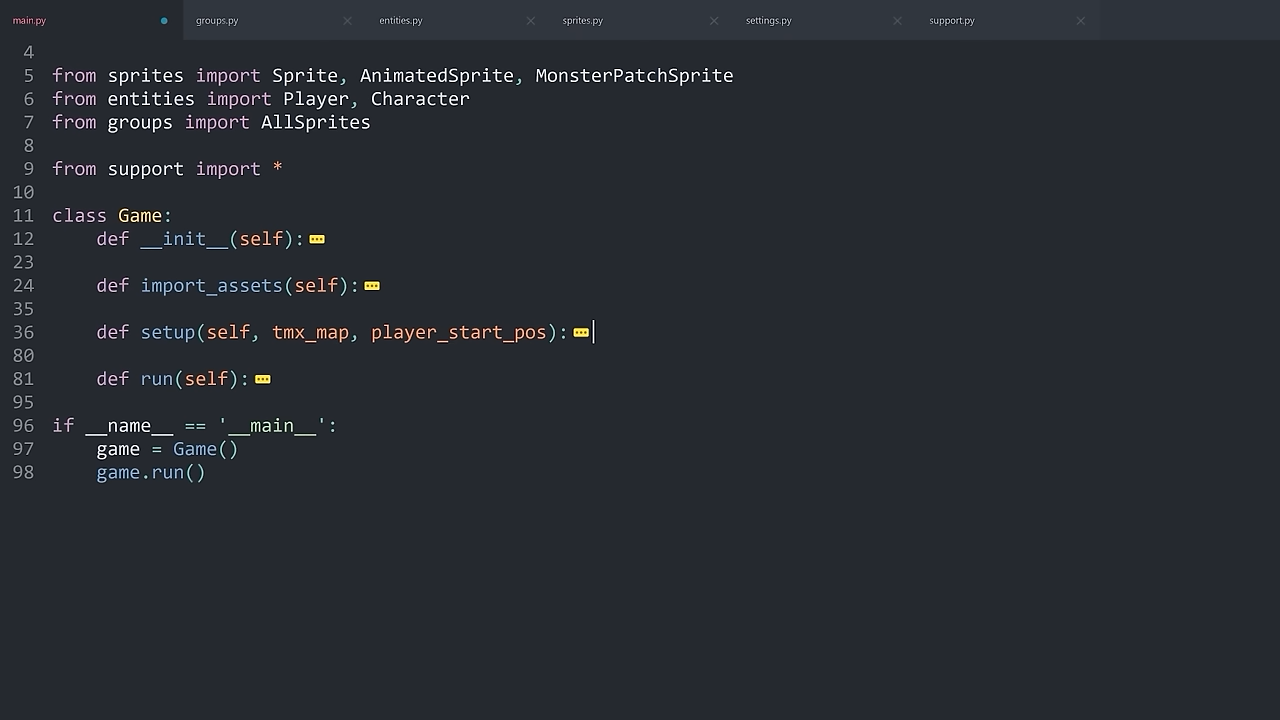 main.py groups.py entities.py sprites.py settings.py support.py
4
5 from sprites import Sprite, AnimatedSprite, MonsterPatchSprite
6 from entities import Player, Character
7 from groups import AllSprites
8
9 from support import *
10
11 class Game:
12     def __init__(self):
23
24     def import_assets(self):
35
36     def setup(self, tmx_map, player_start_pos):
80
81     def run(self):
95
96 if __name__ == '__main__':
97     game = Game()
98     game.run()